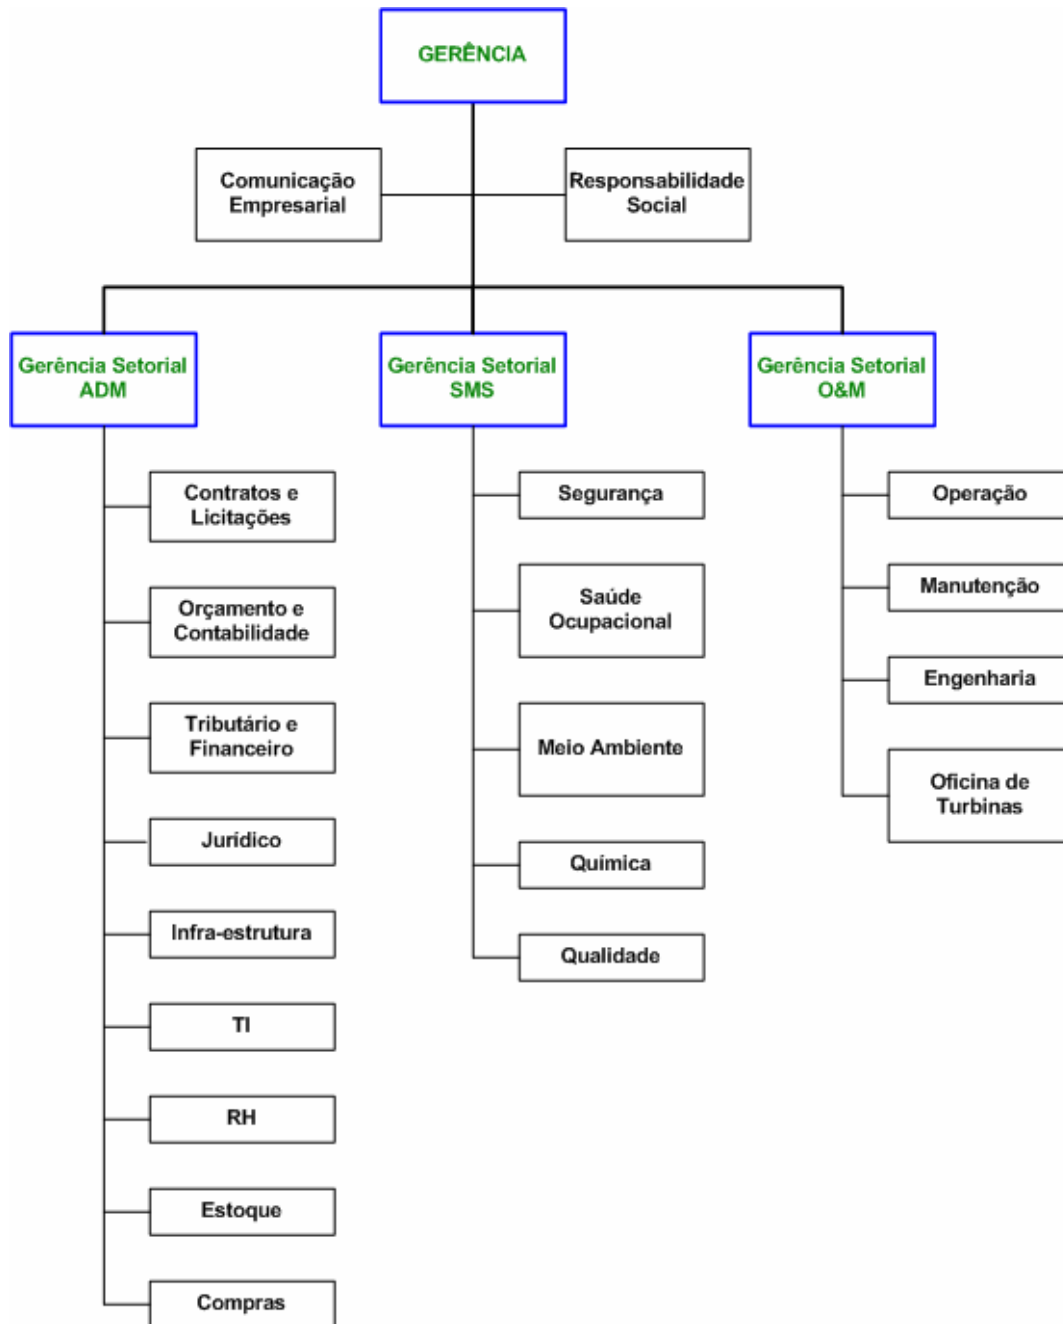 GERÊNCIA
Comunicação
Empresarial
Responsabilidade
Social
Gerência Setorial
ADM
Gerência Setorial
SMS
Gerência Setorial
O&M
Contratos e
Licitações
Orçamento e
Contabilidade
Tributário e
Financeiro
Jurídico
Infra-estrutura
TI
RH
Estoque
Compras
Segurança
Saúde
Ocupacional
Meio Ambiente
Química
Qualidade
Operação
Manutenção
Engenharia
Oficina de
Turbinas